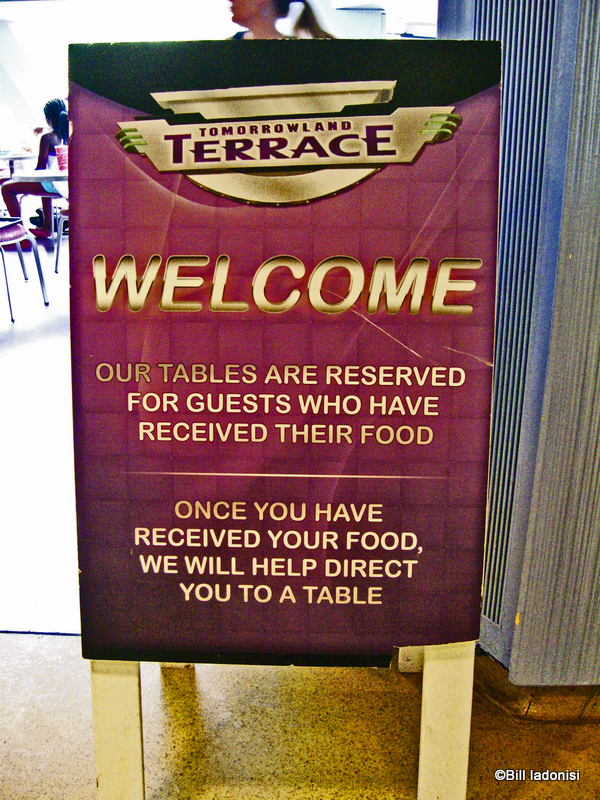 TOMORROWLAND
TERRACE
WELCOME
OUR TABLES ARE RESERVED
FOR GUESTS WHO HAVE
RECEIVED THEIR FOOD
ONCE YOU HAVE
RECEIVED YOUR FOOD,
WE WILL HELP DIRECT
YOU TO A TABLE
©Bill Iadonisi